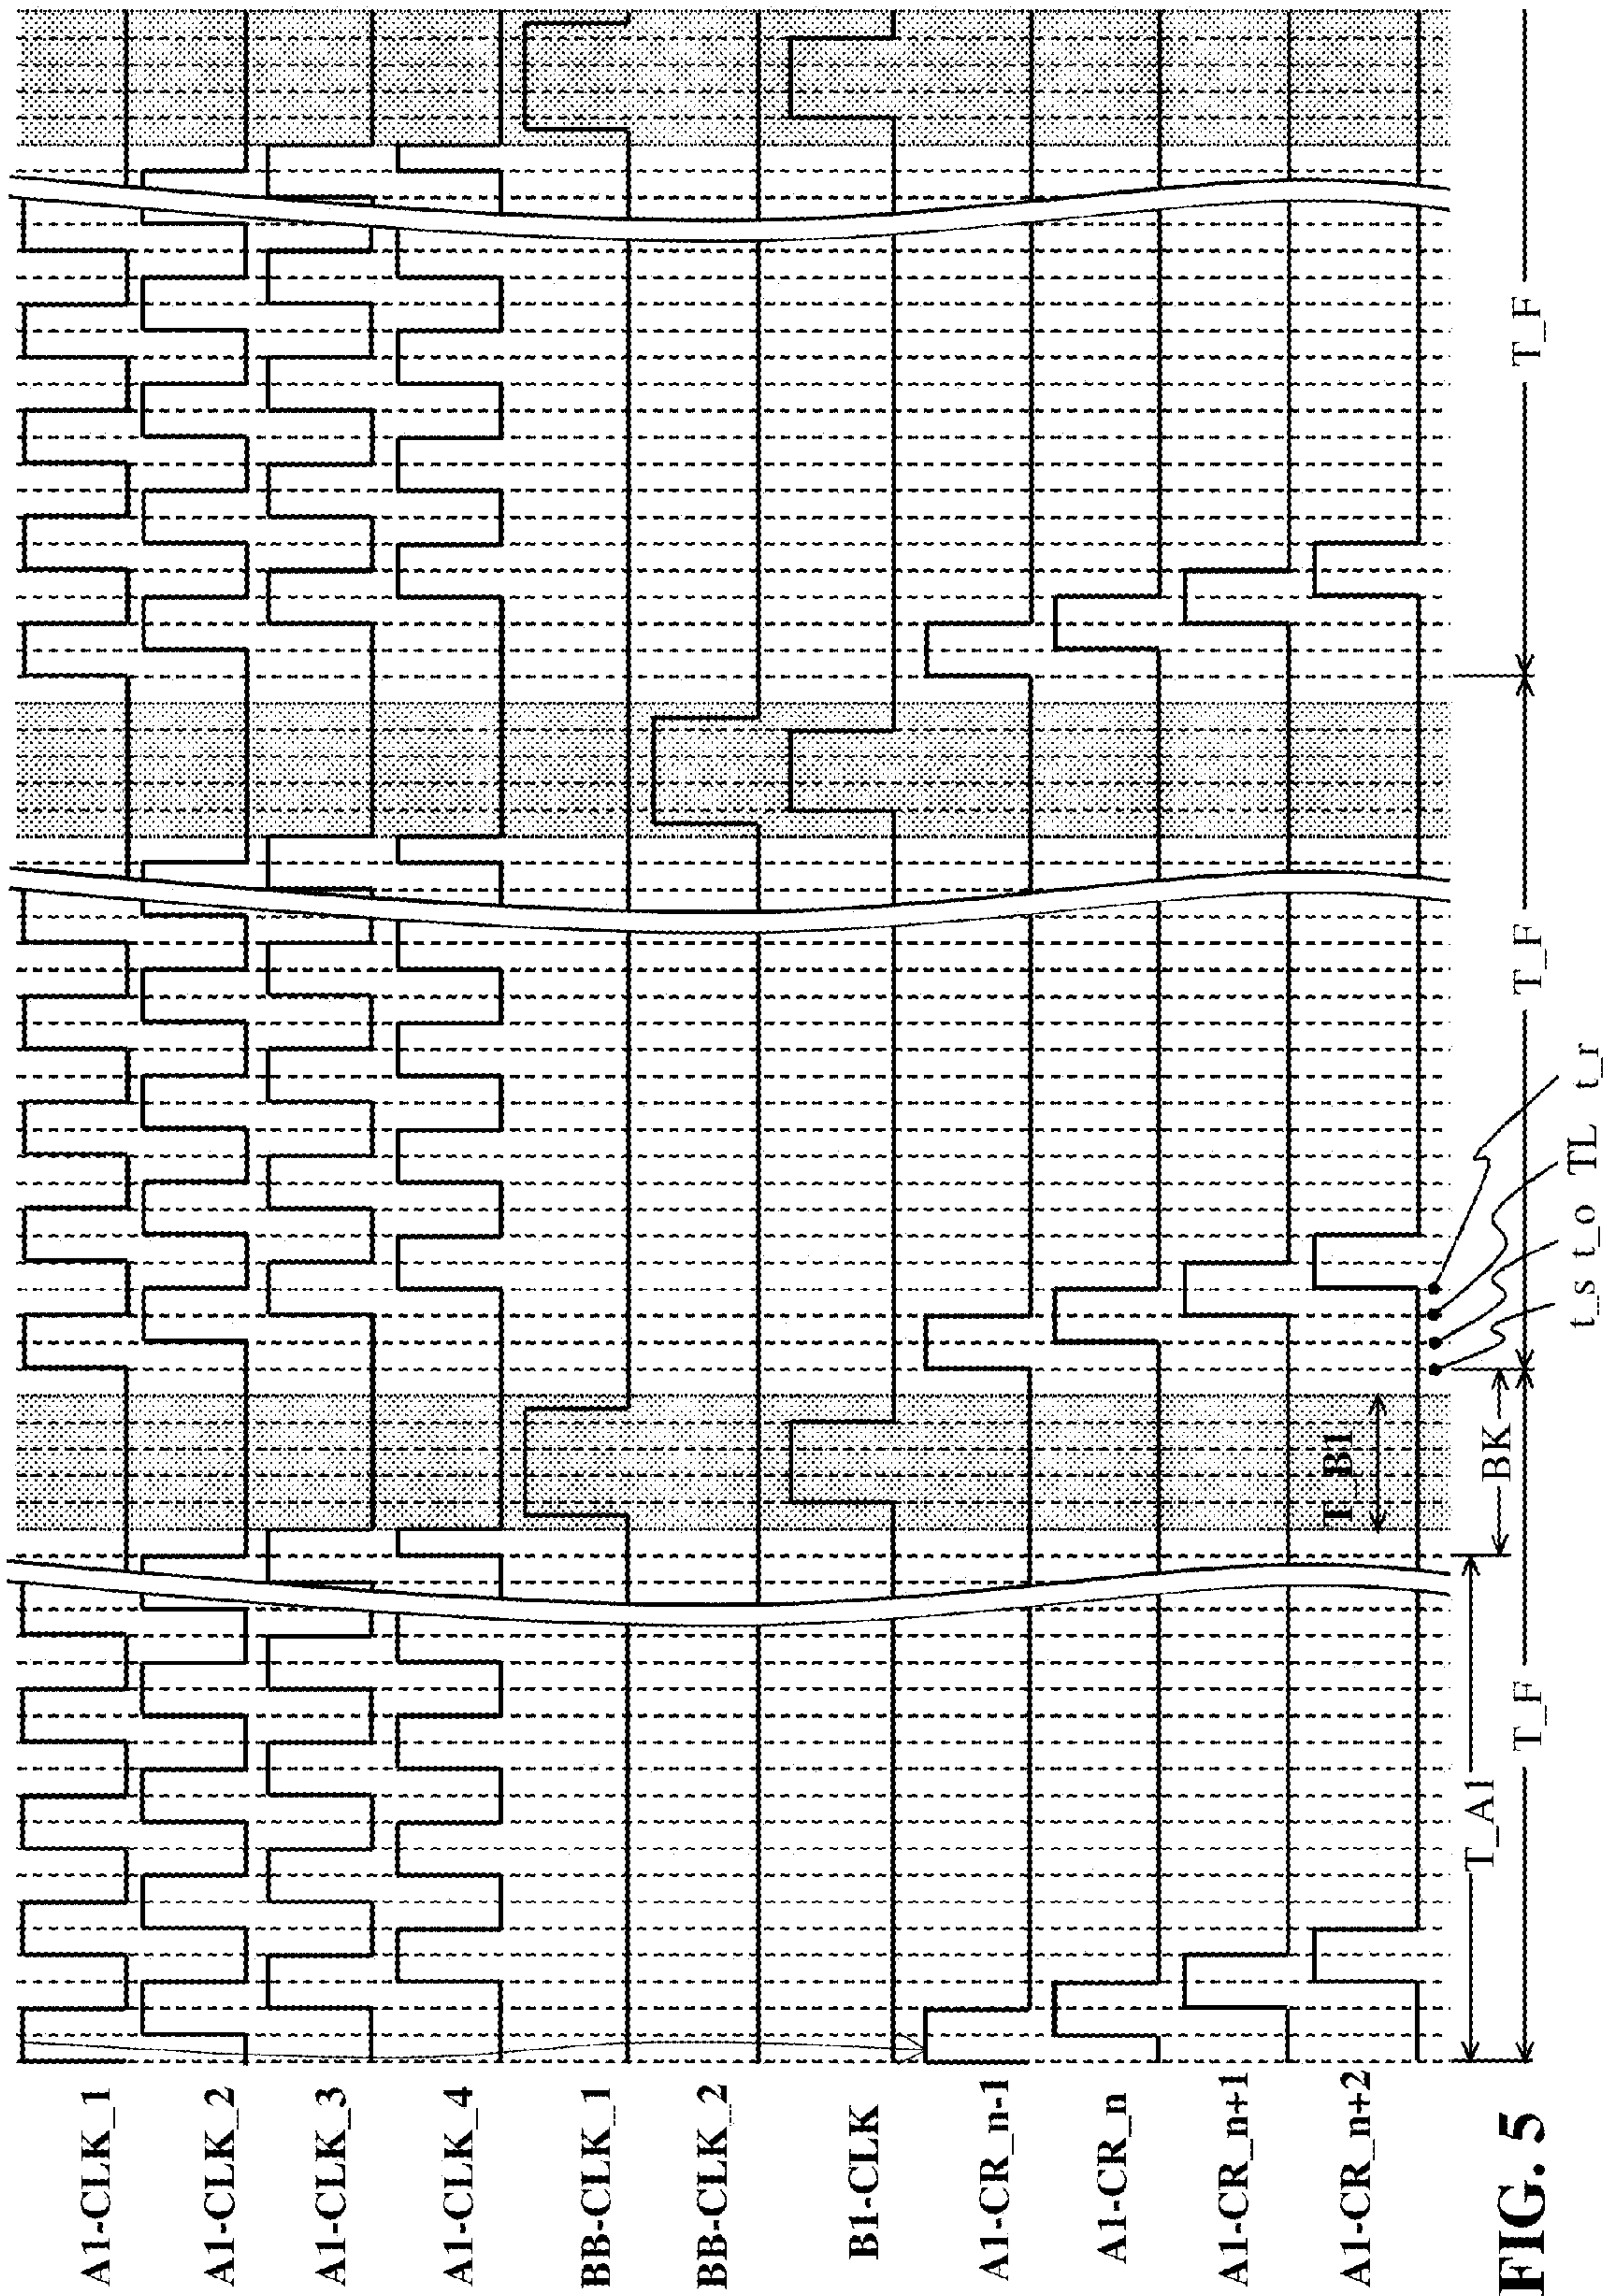 A1-CLK_1
A1-CLK_2
A1-CLK_3
A1-CLK_4
BB-CLK_1
BB-CLK_2
B1-CLK
A1-CR_n-1
A1-CR_n
A1-CR_n+1
A1-CR_n+2
T_B1
T_A1
BK
T_F
T_F
T_F
t_s t_o TL t_r
FIG. 5